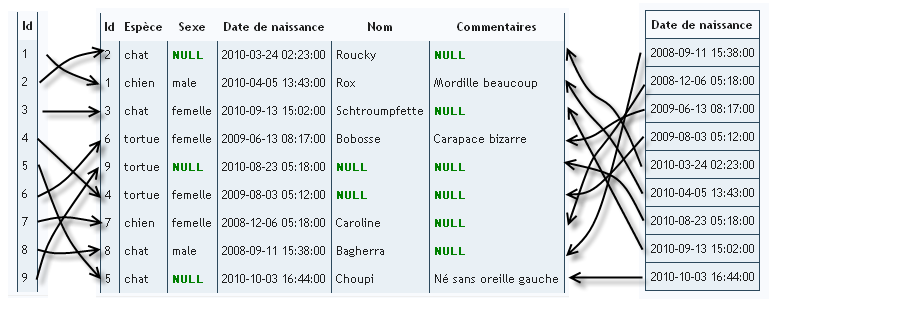 Id
1
2
3
4
5
6
7
8
9
Id Espèce Sexe Date de naissance Nom Commentaires
2 chat NULL 2010-03-24 02:23:00 Roucky NULL
1 chien male 2010-04-05 13:43:00 Rox Mordille beaucoup
3 chat femelle 2010-09-13 15:02:00 Schtroumpfette NULL
6 tortue femelle 2009-06-13 08:17:00 Bobosse Carapace bizarre
9 tortue NULL 2010-08-23 05:18:00 NULL NULL
4 tortue femelle 2009-08-03 05:12:00 NULL NULL
7 chien femelle 2008-12-06 05:18:00 Caroline NULL
8 chat male 2008-09-11 15:38:00 Bagherra NULL
5 chat NULL 2010-10-03 16:44:00 Choupi Né sans oreille gauche
Date de naissance
2008-09-11 15:38:00
2008-12-06 05:18:00
2009-06-13 08:17:00
2009-08-03 05:12:00
2010-03-24 02:23:00
2010-04-05 13:43:00
2010-08-23 05:18:00
2010-09-13 15:02:00
2010-10-03 16:44:00